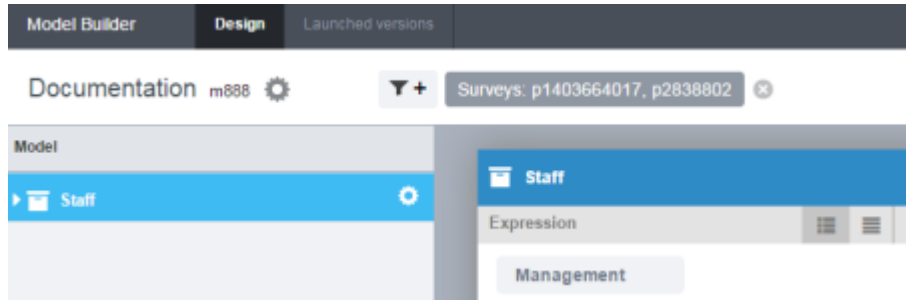 Model Builder Design Launched versions
Documentation m888 Surveys: p1403664017, p2838802
Model
Staff
Staff
Expression
Management